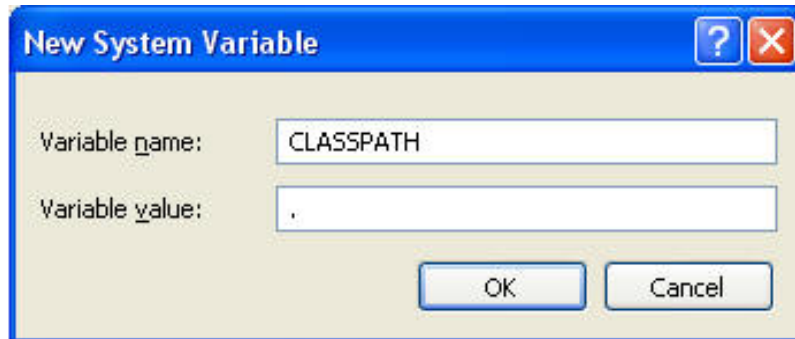 New System Variable
Variable name: CLASSPATH
Variable value: .
OK Cancel